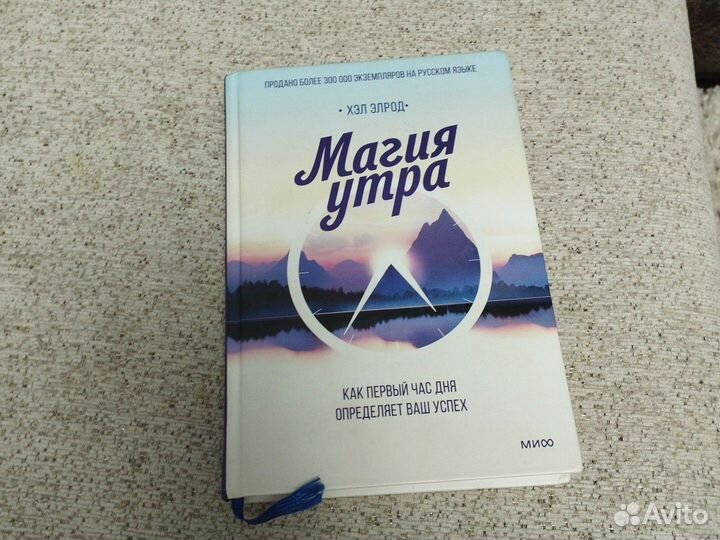 ПРОДАНО БОЛЕЕ 300 000 ЭКЗЕМПЛЯРОВ НА РУССКОМ ЯЗЫКЕ
• ХЭЛ ЭЛРОД •
Магия
утра
КАК ПЕРВЫЙ ЧАС ДНЯ
ОПРЕДЕЛЯЕТ ВАШ УСПЕХ
МИФ
Avito